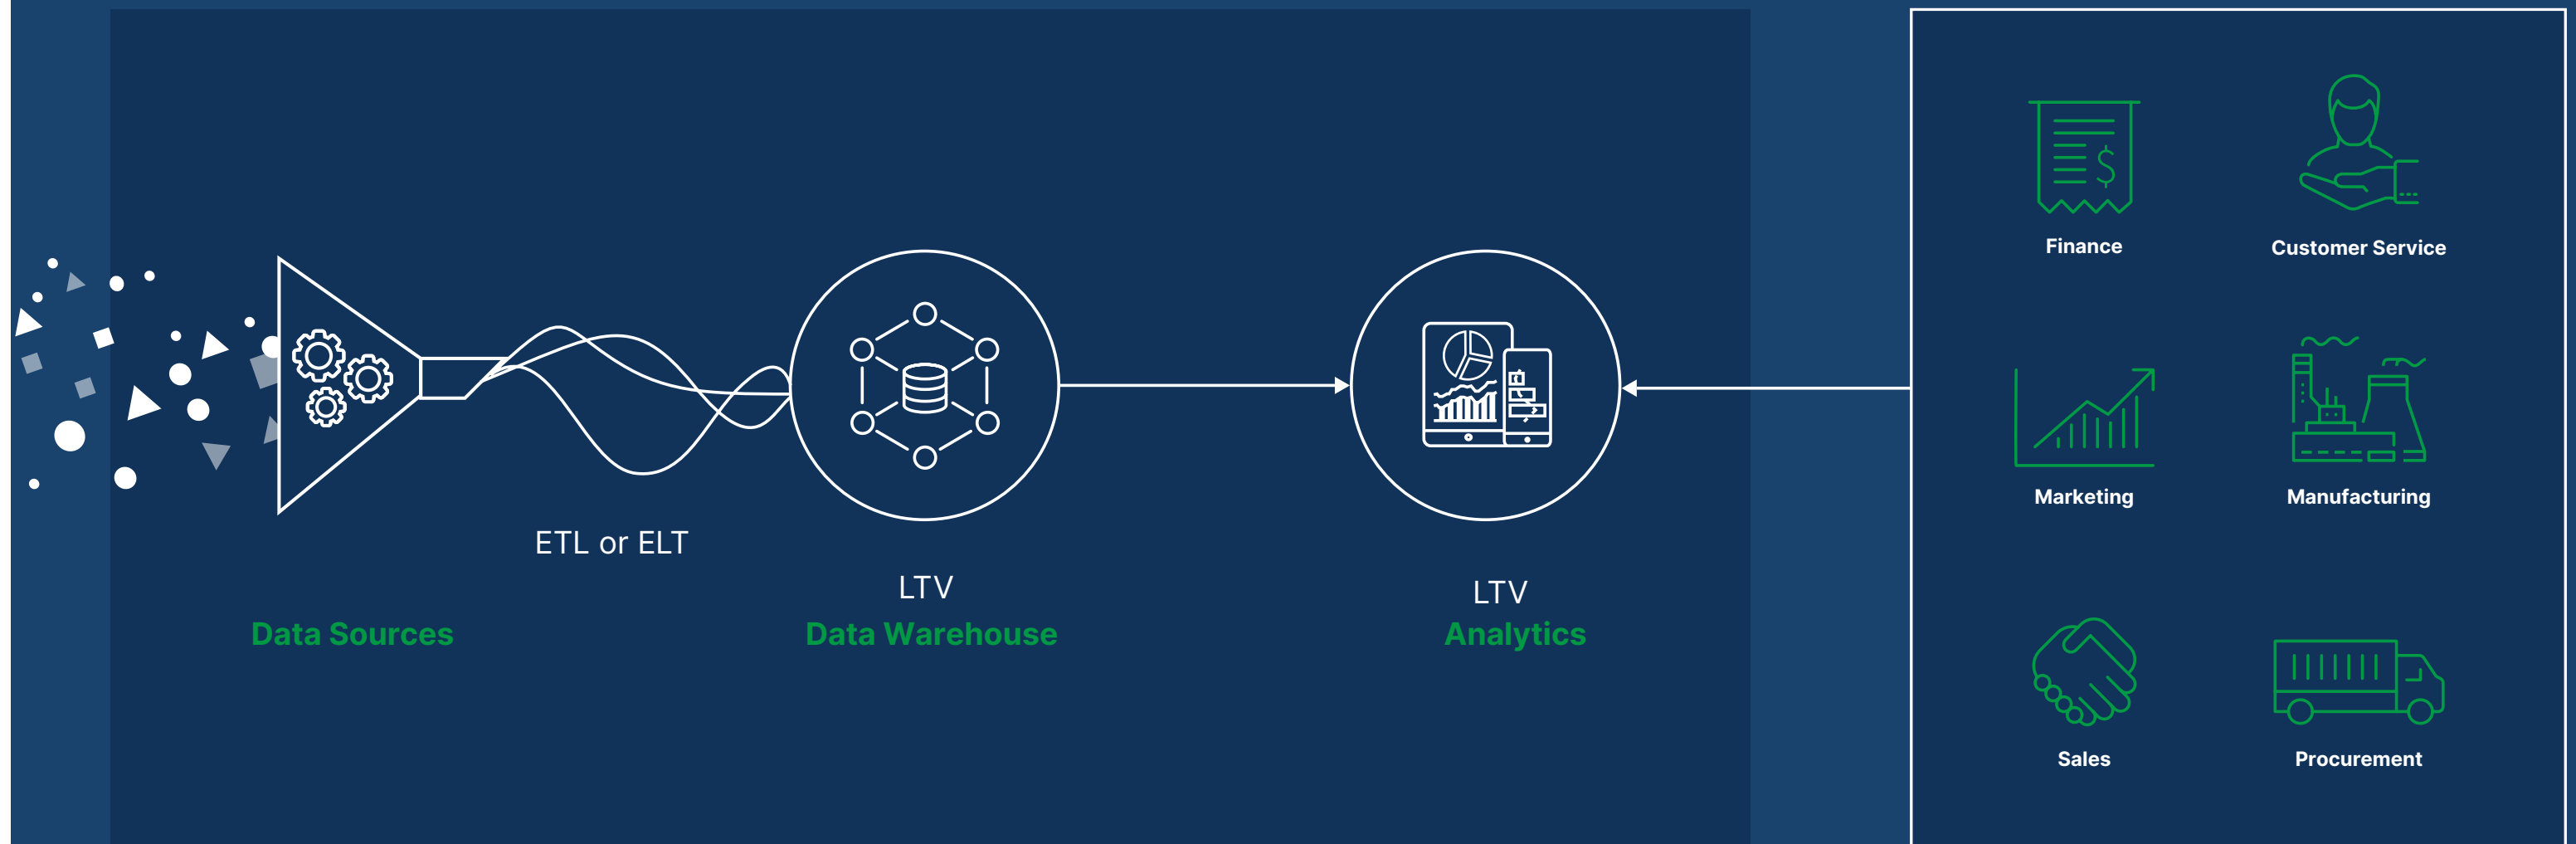 ETL or ELT
Data Sources
LTV
Data Warehouse
LTV
Analytics
Finance
Customer Service
Marketing
Manufacturing
Sales
Procurement